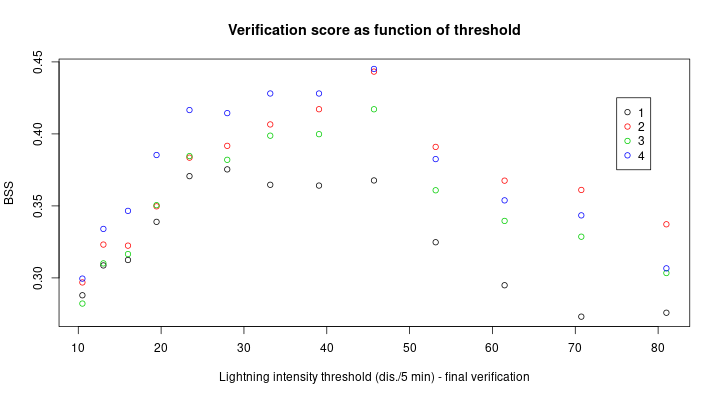 Verification score as function of threshold
0.45
0.40
0.35
0.30
BSS
1
2
3
4
10 20 30 40 50 60 70 80
Lightning intensity threshold (dis./5 min) - final verification